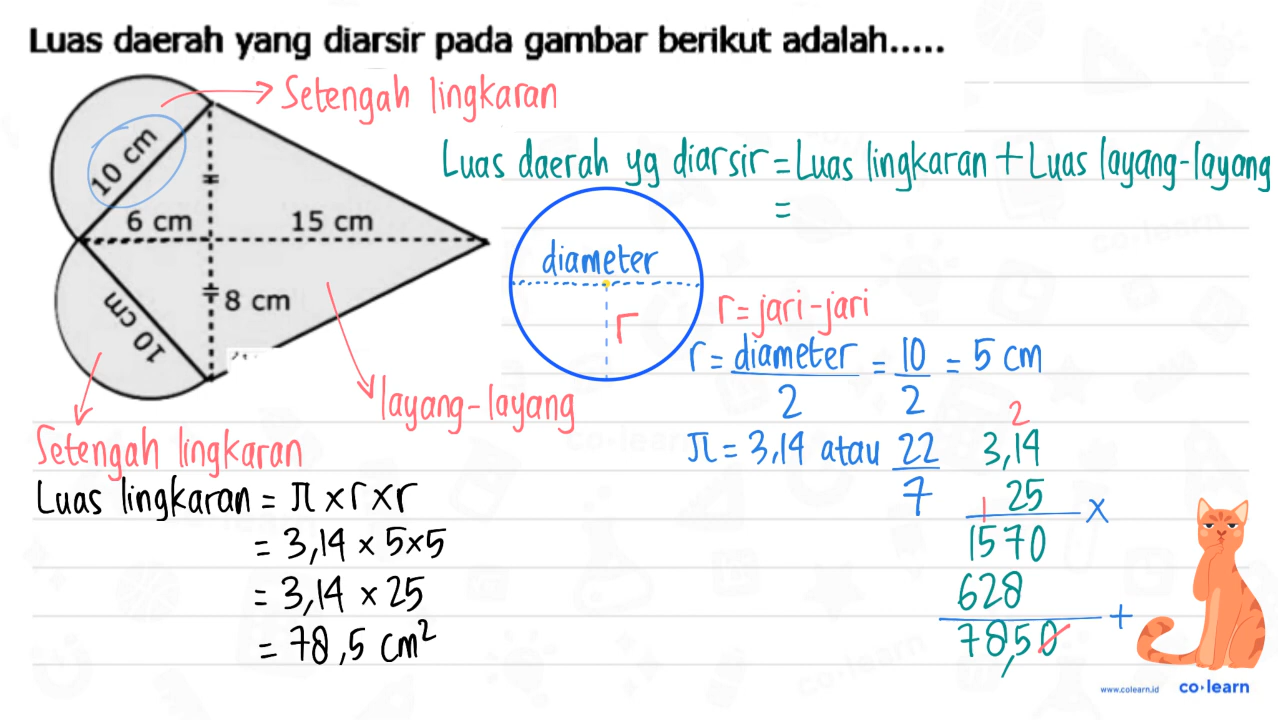 Luas daerah yang diarsir pada gambar berikut adalah.....
Setengah lingkaran
10 cm
6 cm
15 cm
8 cm
10 cm
layang-layang
Setengah lingkaran
Luas daerah yg diarsir = Luas lingkaran + Luas layang-layang
=
diameter
r
r = jari-jari
r = diameter/2 = 10/2 = 5 cm
π = 3,14 atau 22/7
Luas lingkaran = π × r × r
= 3,14 × 5 × 5
= 3,14 × 25
= 78,5 cm²
2
3,14
25 ×
1
1570
628
+
78,50
www.colearn.id
co·learn